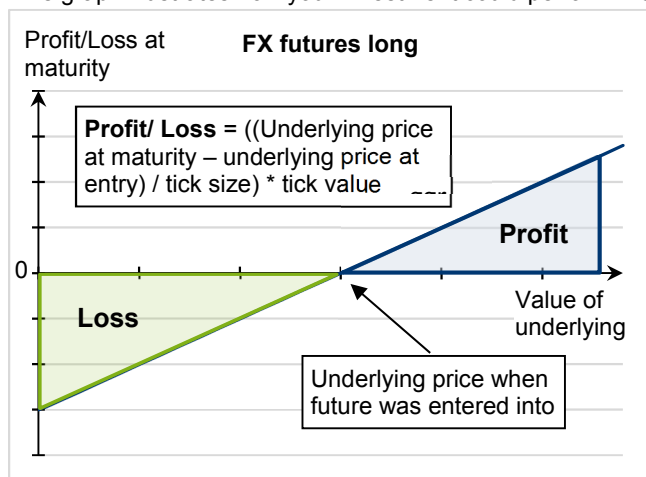 Profit/Loss at
maturity
FX futures long
Profit/ Loss = ((Underlying price
at maturity – underlying price at
entry) / tick size) * tick value
Profit
0
Loss
Value of
underlying
Underlying price when
future was entered into